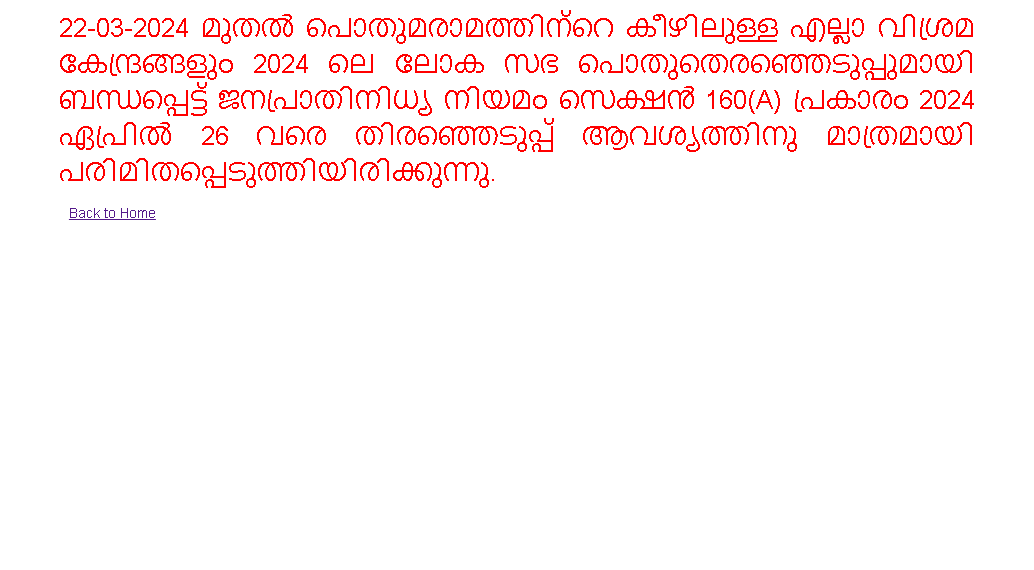 22-03-2024 മുതൽ പൊതുമരാമത്തിന്റെ കീഴിലുള്ള എല്ലാ വിശ്രമ
കേന്ദ്രങ്ങളും 2024 ലെ ലോക സഭ പൊതുതെരഞ്ഞെടുപ്പുമായി
ബന്ധപ്പെട്ട് ജനപ്രാതിനിധ്യ നിയമം സെക്ഷൻ 160(A) പ്രകാരം 2024
ഏപ്രിൽ 26 വരെ തിരഞ്ഞെടുപ്പ് ആവശ്യത്തിനു മാത്രമായി
പരിമിതപ്പെടുത്തിയിരിക്കുന്നു.
Back to Home